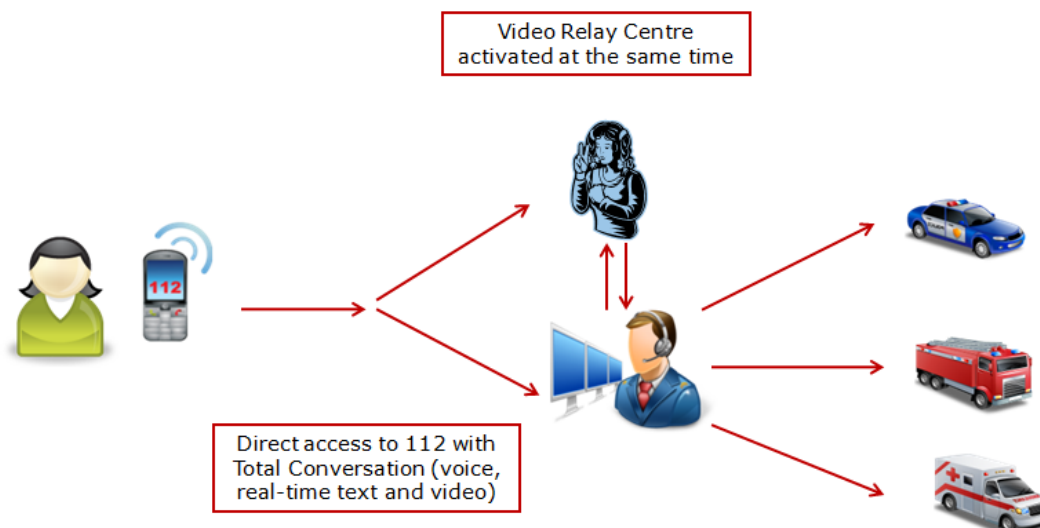 Video Relay Centre
activated at the same time
112
Direct access to 112 with
Total Conversation (voice,
real-time text and video)